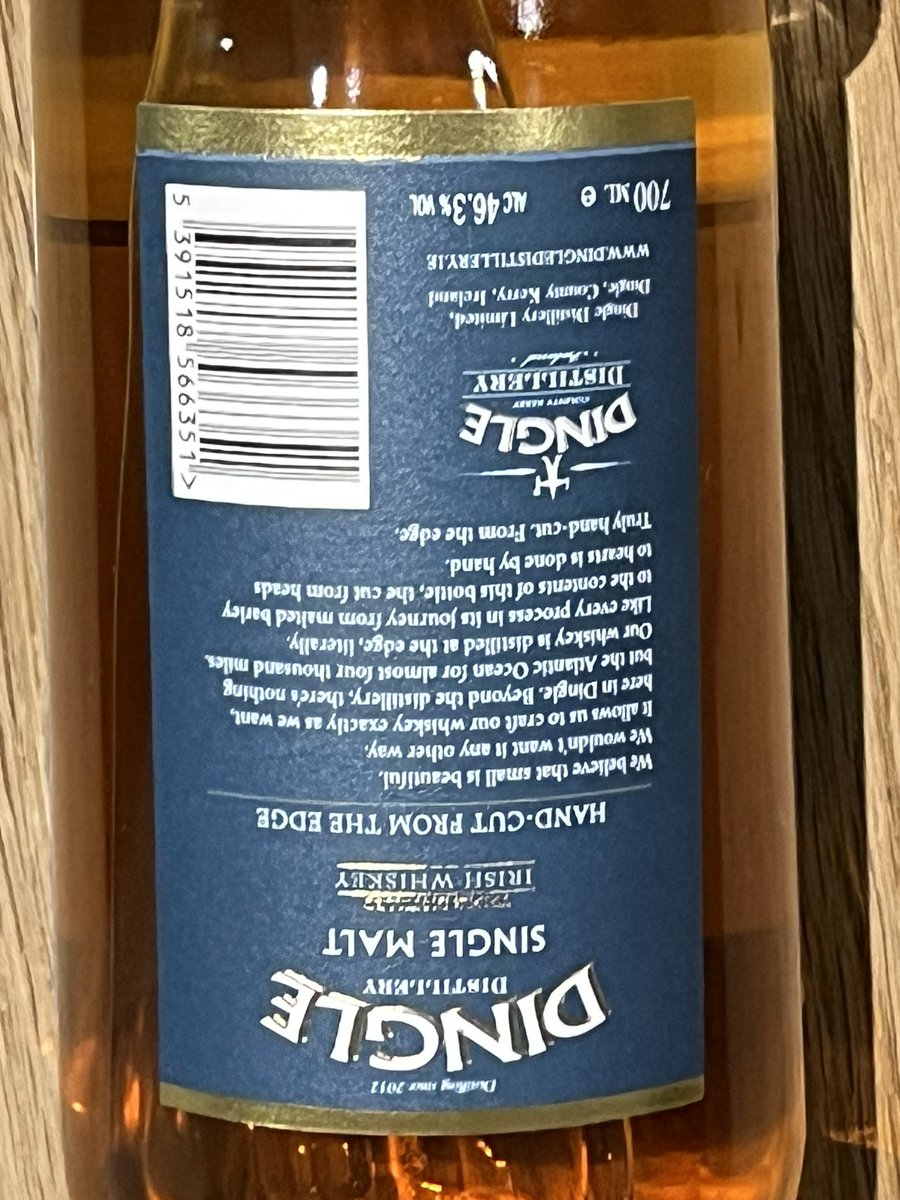 Distilling since 2012
DINGLE
DISTILLERY
SINGLE MALT
IRISH WHISKEY
HAND-CUT FROM THE EDGE
We believe that small is beautiful.
We wouldn't want it any other way.
It allows us to craft our whiskey exactly as we want,
here in Dingle. Beyond the distillery, there's nothing
but the Atlantic Ocean for almost four thousand miles.
Our whiskey is distilled at the edge, literally.
Like every process in its journey from malted barley
to the contents of this bottle, the cut from heads
to hearts is done by hand.
Truly hand-cut. From the edge.
DINGLE
COUNTY KERRY
DISTILLERY
Ireland
Dingle Distillery Limited,
Dingle, County Kerry, Ireland
WWW.DINGLEDISTILLERY.IE
700 ML ℮ ALC 46.3% VOL
5 391518 566351 >